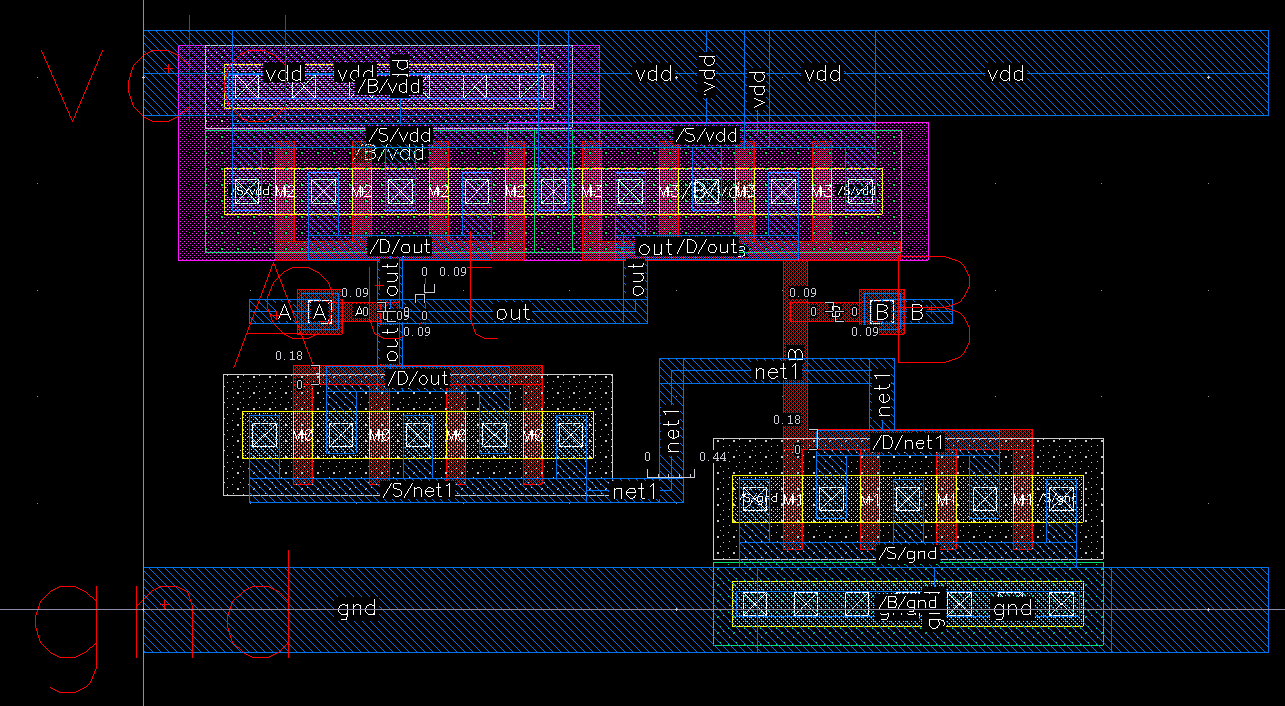 Vdd
vdd vdd vdd vdd vdd vdd vdd vdd
/B/vdd
/S/vdd /S/vdd
/B/vdd
/S/vdd M2 M2 M2 M2 M3 M3 M3 M3 /S/vdd
/D/out out /D/out
out out
0 0.09
0.09 0.09
A A A A0 out 0 0 B B B
0.09 0.09
0.09
out
0.18 B
0 /D/out net1
net1 net1
0.18
M0 M0 M0 M0 0 /D/net1
0 0.44
/S/net1 net1
S/gnd M1 M1 M1 M1 /S/gnd
/S/gnd
gnd gnd /B/gnd gnd gnd